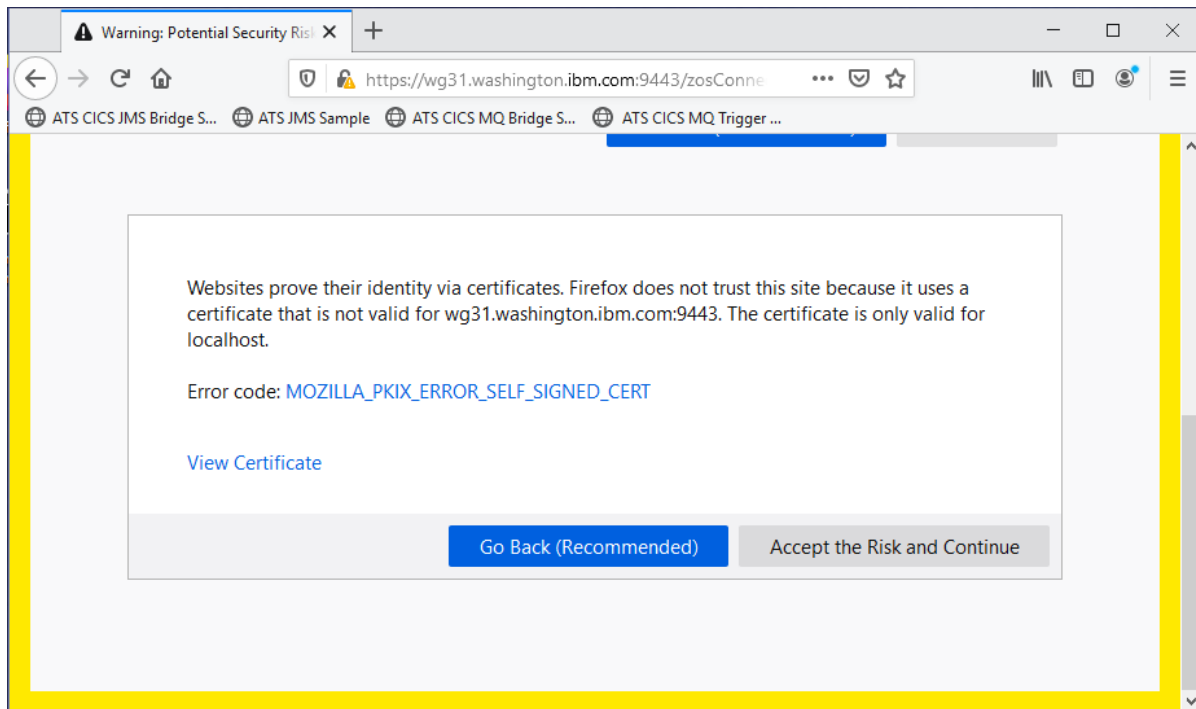 Warning: Potential Security Ris
https://wg31.washington.ibm.com:9443/zosConne
ATS CICS JMS Bridge S... ATS JMS Sample ATS CICS MQ Bridge S... ATS CICS MQ Trigger ...
Websites prove their identity via certificates. Firefox does not trust this site because it uses a
certificate that is not valid for wg31.washington.ibm.com:9443. The certificate is only valid for
localhost.
Error code: MOZILLA_PKIX_ERROR_SELF_SIGNED_CERT
View Certificate
Go Back (Recommended) Accept the Risk and Continue